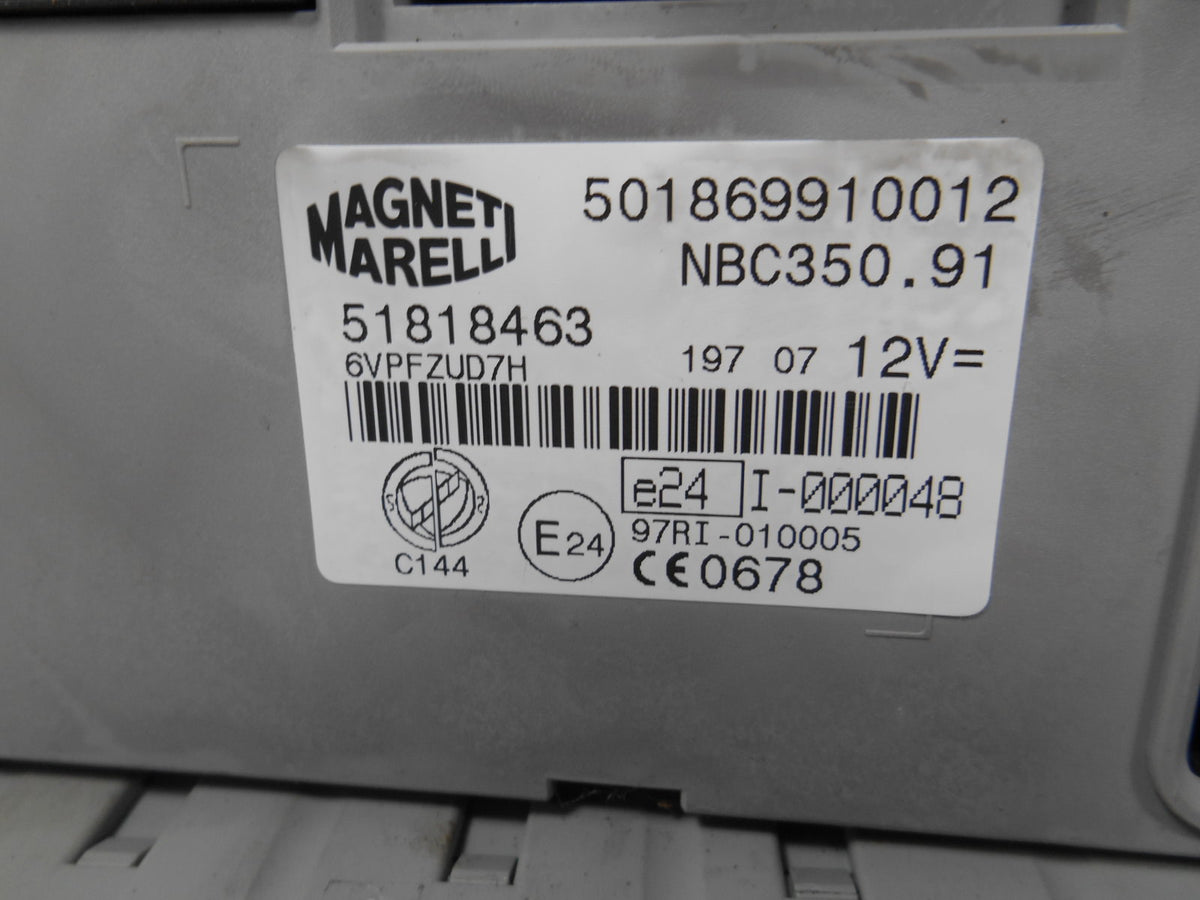 MAGNETI
MARELLI
501869910012
NBC350.91
51818463
6VPFZUD7H
197 07 12V=
e24 I-000048
97RI-010005
E24
CE0678
C144